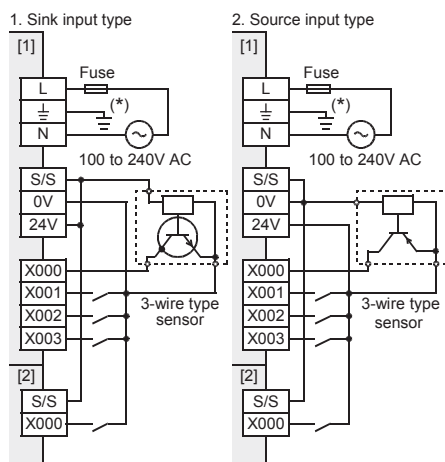 1. Sink input type
[1]
L
N
Fuse
(*)
100 to 240V AC
S/S
0V
24V
X000
X001
X002
X003
3-wire type
sensor
[2]
S/S
X000
2. Source input type
[1]
L
N
Fuse
(*)
100 to 240V AC
S/S
0V
24V
X000
X001
X002
X003
3-wire type
sensor
[2]
S/S
X000